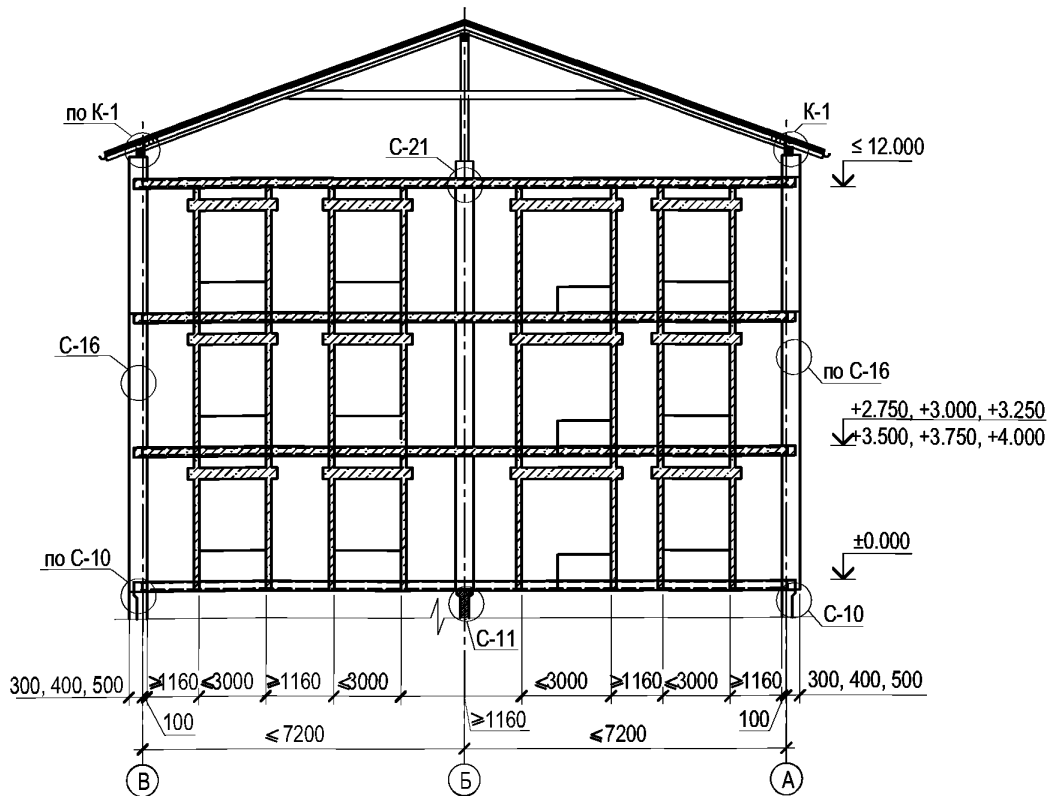 по К-1
К-1
С-21
≤ 12.000
С-16
по С-16
+2.750, +3.000, +3.250
+3.500, +3.750, +4.000
по С-10
±0.000
С-10
С-11
300, 400, 500
⩾1160
⩽3000
⩾1160
⩽3000
⩽3000
⩾1160
⩽3000
⩾1160
300, 400, 500
100
⩾1160
100
⩽7200
⩽7200
В
Б
А